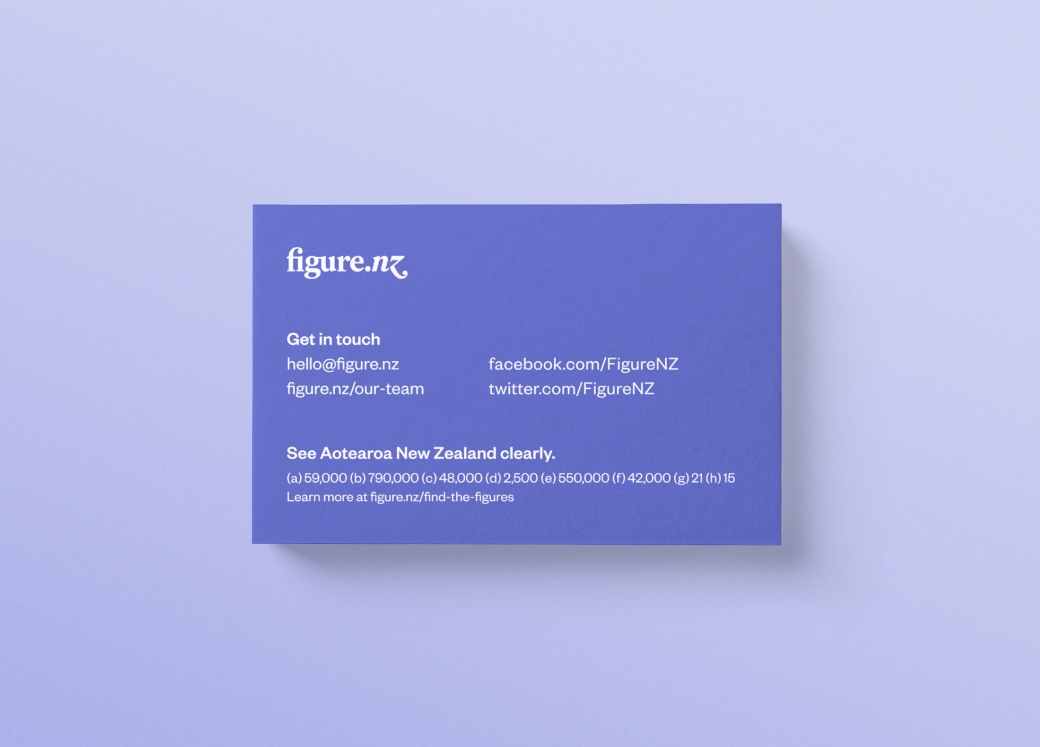 figure.nz
Get in touch
hello@figure.nz
figure.nz/our-team
facebook.com/FigureNZ
twitter.com/FigureNZ
See Aotearoa New Zealand clearly.
(a) 59,000 (b) 790,000 (c) 48,000 (d) 2,500 (e) 550,000 (f) 42,000 (g) 21 (h) 15
Learn more at figure.nz/find-the-figures